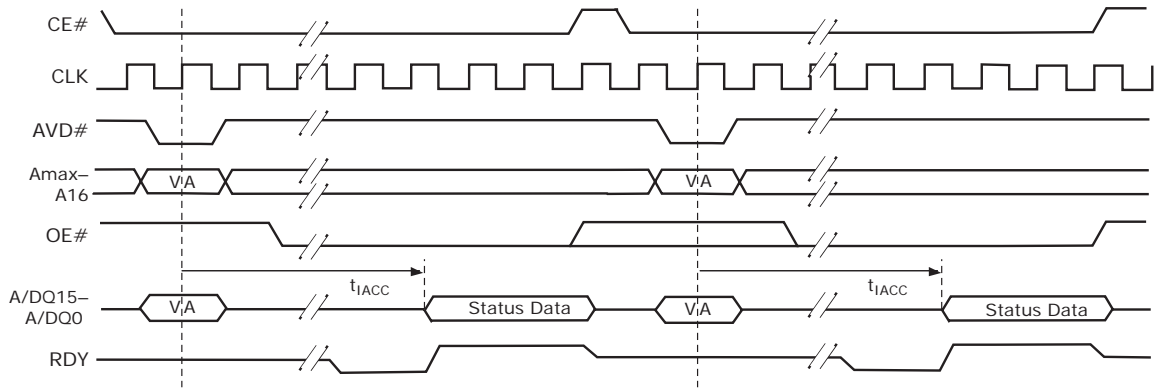 CE#
CLK
AVD#
Amax–
A16
VA
VA
OE#
tIACC
tIACC
A/DQ15–
A/DQ0
VA
Status Data
VA
Status Data
RDY